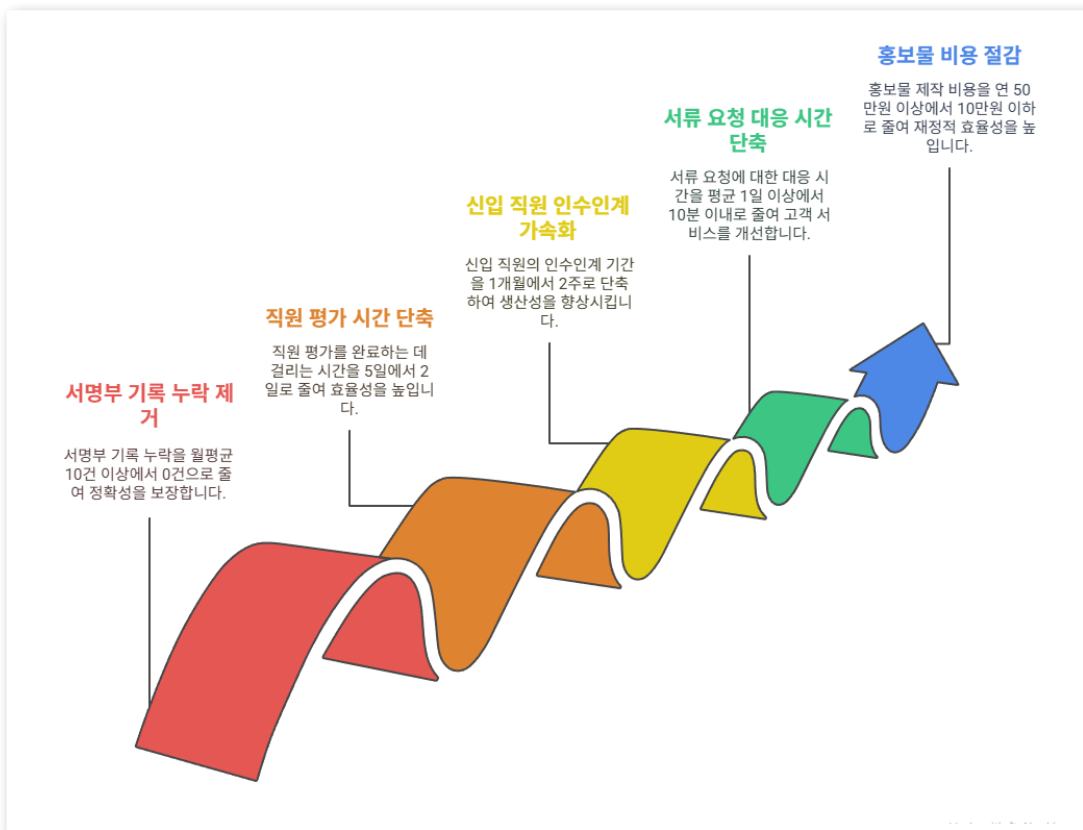 홍보물 비용 절감
홍보물 제작 비용을 연 50
만원 이상에서 10만원 이하
로 줄여 재정적 효율성을 높
입니다.
서류 요청 대응 시간
단축
서류 요청에 대한 대응 시
간을 평균 1일 이상에서
10분 이내로 줄여 고객 서
비스를 개선합니다.
신입 직원 인수인계
가속화
신입 직원의 인수인계 기간
을 1개월에서 2주로 단축
하여 생산성을 향상시킵니
다.
직원 평가 시간 단축
직원 평가를 완료하는 데
걸리는 시간을 5일에서 2
일로 줄여 효율성을 높입니
다.
서명부 기록 누락 제
거
서명부 기록 누락을 월평균
10건 이상에서 0건으로 줄
여 정확성을 보장합니다.